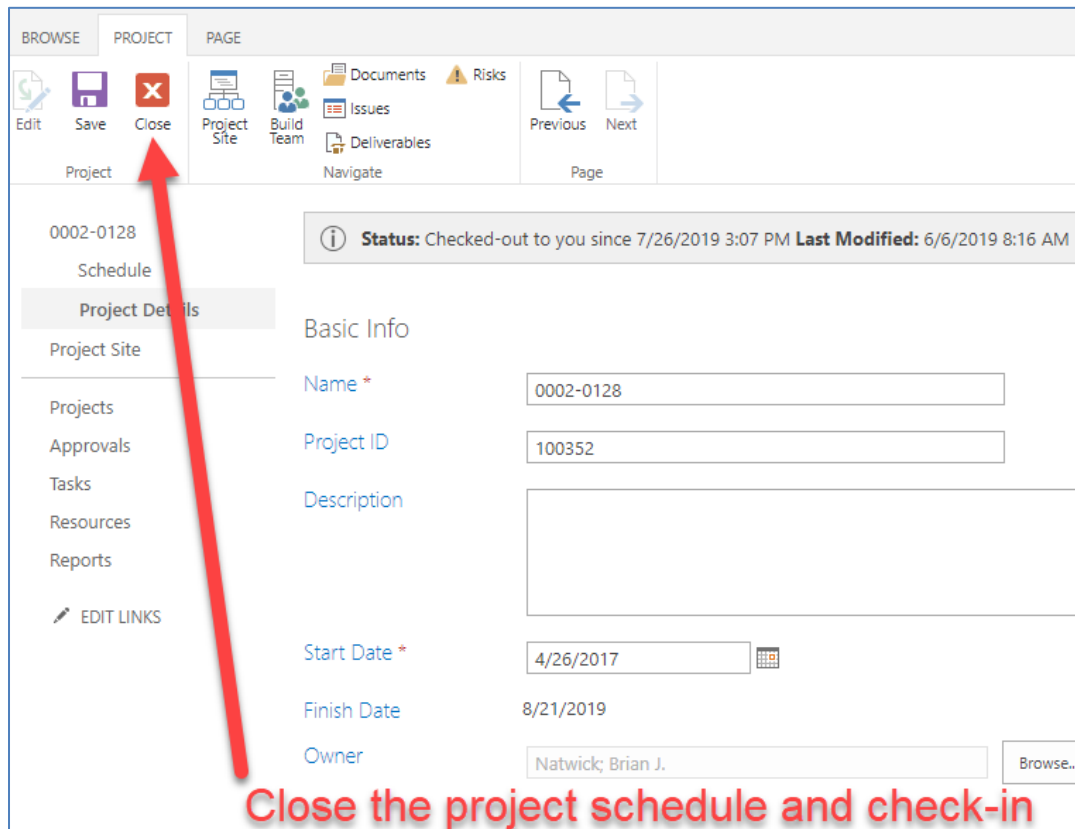 BROWSE PROJECT PAGE
Edit Save Close Project Site Build Team Documents Risks Issues Deliverables Previous Next
Project Navigate Page
0002-0128
Schedule
Project Details
Project Site
Projects
Approvals
Tasks
Resources
Reports
EDIT LINKS
Status: Checked-out to you since 7/26/2019 3:07 PM Last Modified: 6/6/2019 8:16 AM
Basic Info
Name * 0002-0128
Project ID 100352
Description
Start Date * 4/26/2017
Finish Date 8/21/2019
Owner Natwick; Brian J. Browse..
Close the project schedule and check-in